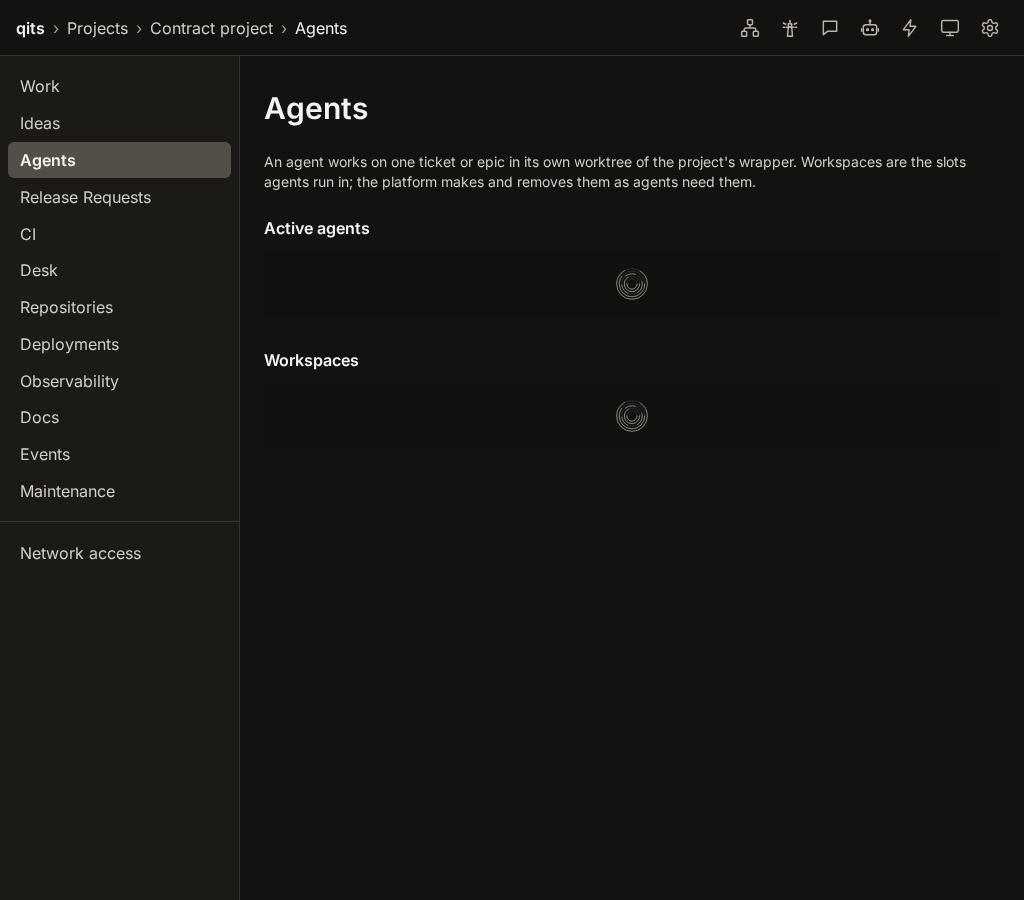 qits › Projects › Contract project › Agents
Work
Ideas
Agents
Release Requests
CI
Desk
Repositories
Deployments
Observability
Docs
Events
Maintenance
Network access
Agents
An agent works on one ticket or epic in its own worktree of the project's wrapper. Workspaces are the slots
agents run in; the platform makes and removes them as agents need them.
Active agents
Workspaces